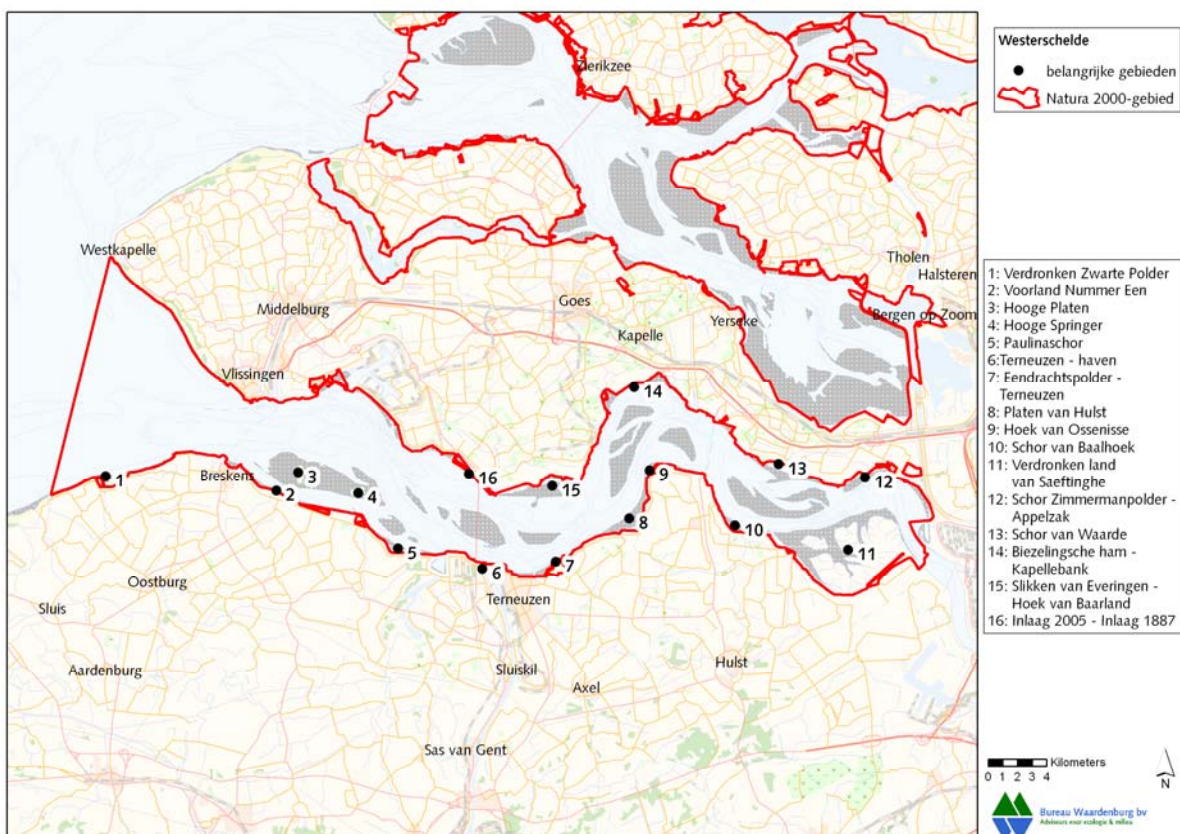 Zierikzee
Westkapelle
Tholen
Halsteren
Middelburg
Goes
Bergen op Zoom
Kapelle
Yerseke
Vlissingen
14
1
Breskens
3
2
4
16
15
9
13
12
8
10
5
6
7
11
Oostburg
Terneuzen
Sluis
Aardenburg
Sluiskil
Hulst
Axel
Sas van Gent
Westerschelde
belangrijke gebieden
Natura 2000-gebied
1: Verdronken Zwarte Polder
2: Voorland Nummer Een
3: Hooge Platen
4: Hooge Springer
5: Paulinaschor
6:Terneuzen - haven
7: Eendrachtspolder -
Terneuzen
8: Platen van Hulst
9: Hoek van Ossenisse
10: Schor van Baalhoek
11: Verdronken land
van Saeftinghe
12: Schor Zimmermanpolder -
Appelzak
13: Schor van Waarde
14: Biezelingsche ham -
Kapellebank
15: Slikken van Everingen -
Hoek van Baarland
16: Inlaag 2005 - Inlaag 1887
Kilometers
0 1 2 3 4
N
Bureau Waardenburg bv
Adviseurs voor ecologie & milieu